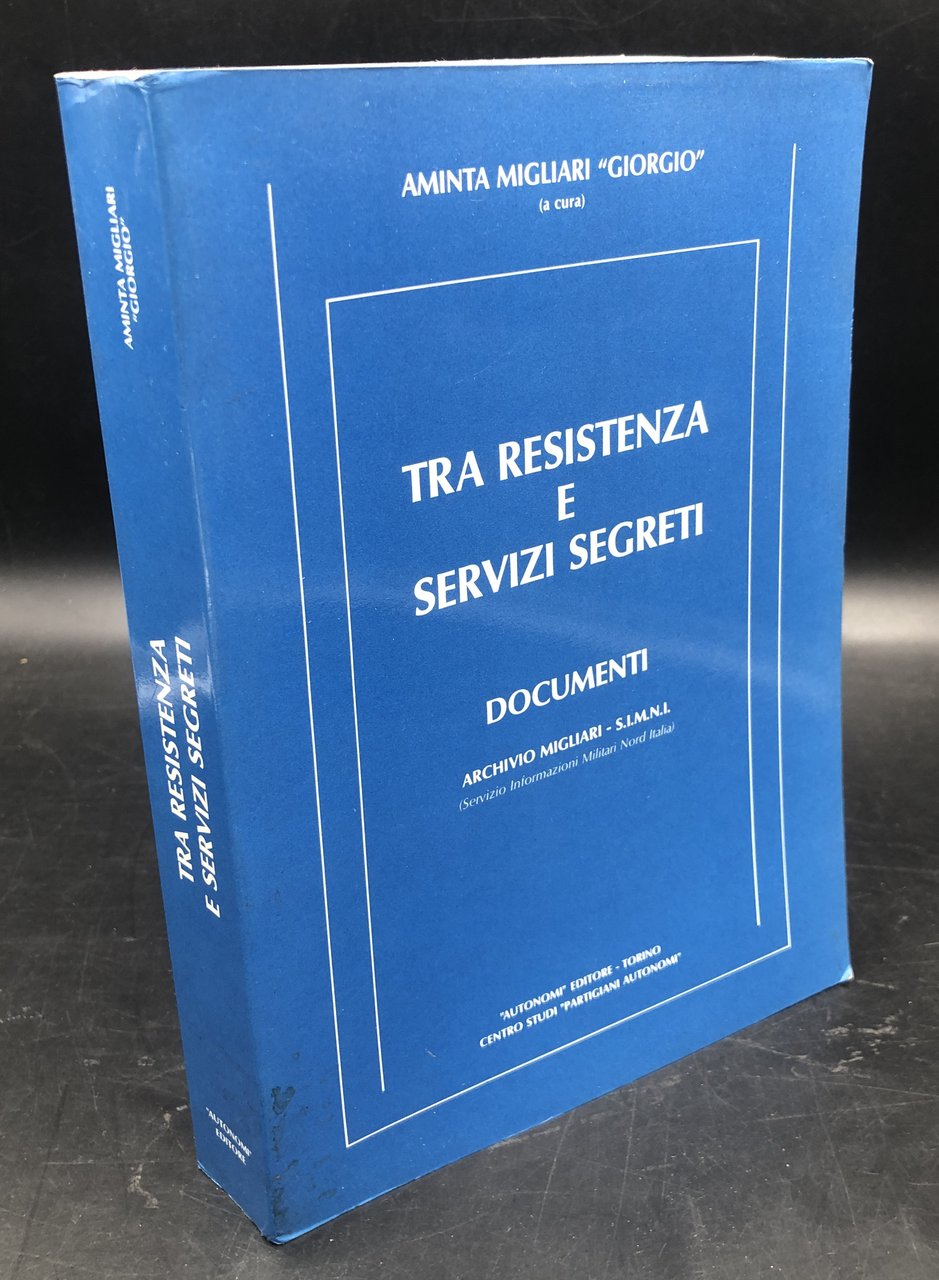 AMINTA MIGLIARI "GIORGIO"
(a cura)
TRA RESISTENZA
E
SERVIZI SEGRETI
DOCUMENTI
ARCHIVIO MIGLIARI - S.I.M.N.I.
(Servizio Informazioni Militari Nord Italia)
"AUTONOMI" EDITORE - TORINO
CENTRO STUDI "PARTIGIANI AUTONOMI"
AMINTA MIGLIARI
"GIORGIO"
TRA RESISTENZA
E SERVIZI SEGRETI
"AUTONOMI"
EDITORE